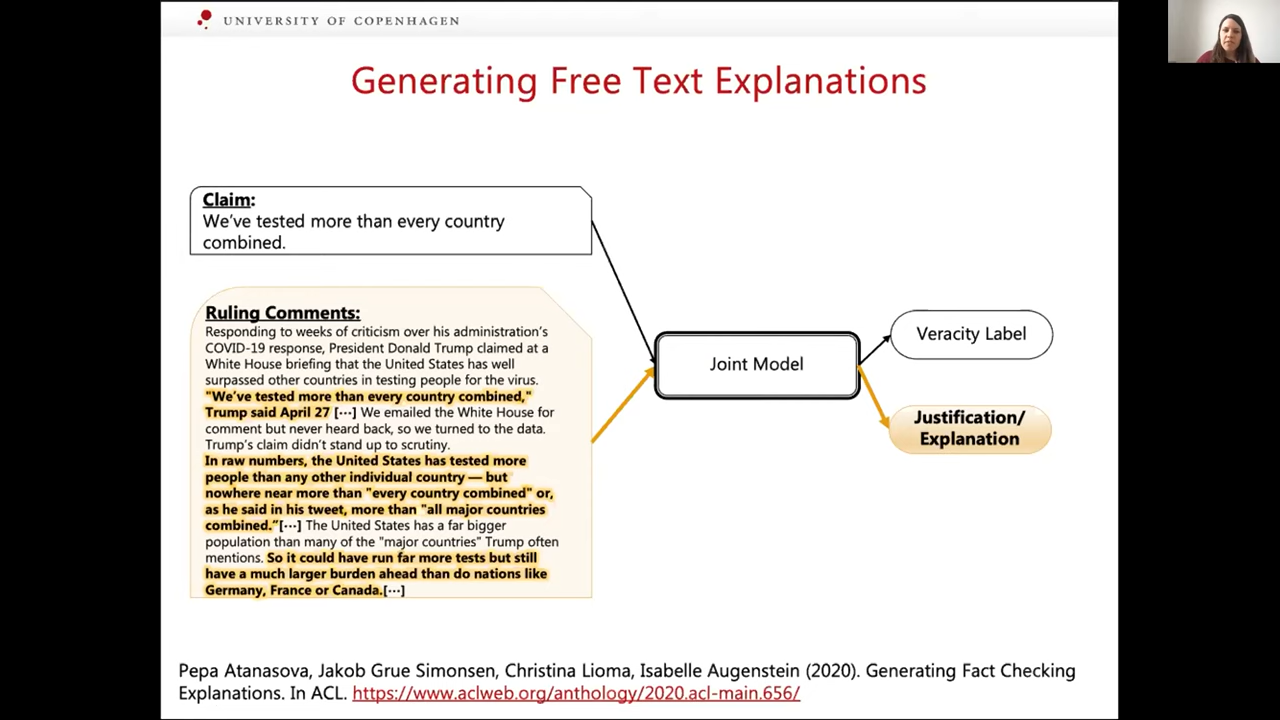 UNIVERSITY OF COPENHAGEN
Generating Free Text Explanations
Claim:
We've tested more than every country
combined.
Ruling Comments:
Responding to weeks of criticism over his administration's
COVID-19 response, President Donald Trump claimed at a
White House briefing that the United States has well
surpassed other countries in testing people for the virus.
"We've tested more than every country combined,"
Trump said April 27 [···] We emailed the White House for
comment but never heard back, so we turned to the data.
Trump's claim didn't stand up to scrutiny.
In raw numbers, the United States has tested more
people than any other individual country — but
nowhere near more than "every country combined" or,
as he said in his tweet, more than "all major countries
combined."[···] The United States has a far bigger
population than many of the "major countries" Trump often
mentions. So it could have run far more tests but still
have a much larger burden ahead than do nations like
Germany, France or Canada.[···]
Joint Model
Veracity Label
Justification/
Explanation
Pepa Atanasova, Jakob Grue Simonsen, Christina Lioma, Isabelle Augenstein (2020). Generating Fact Checking
Explanations. In ACL. https://www.aclweb.org/anthology/2020.acl-main.656/